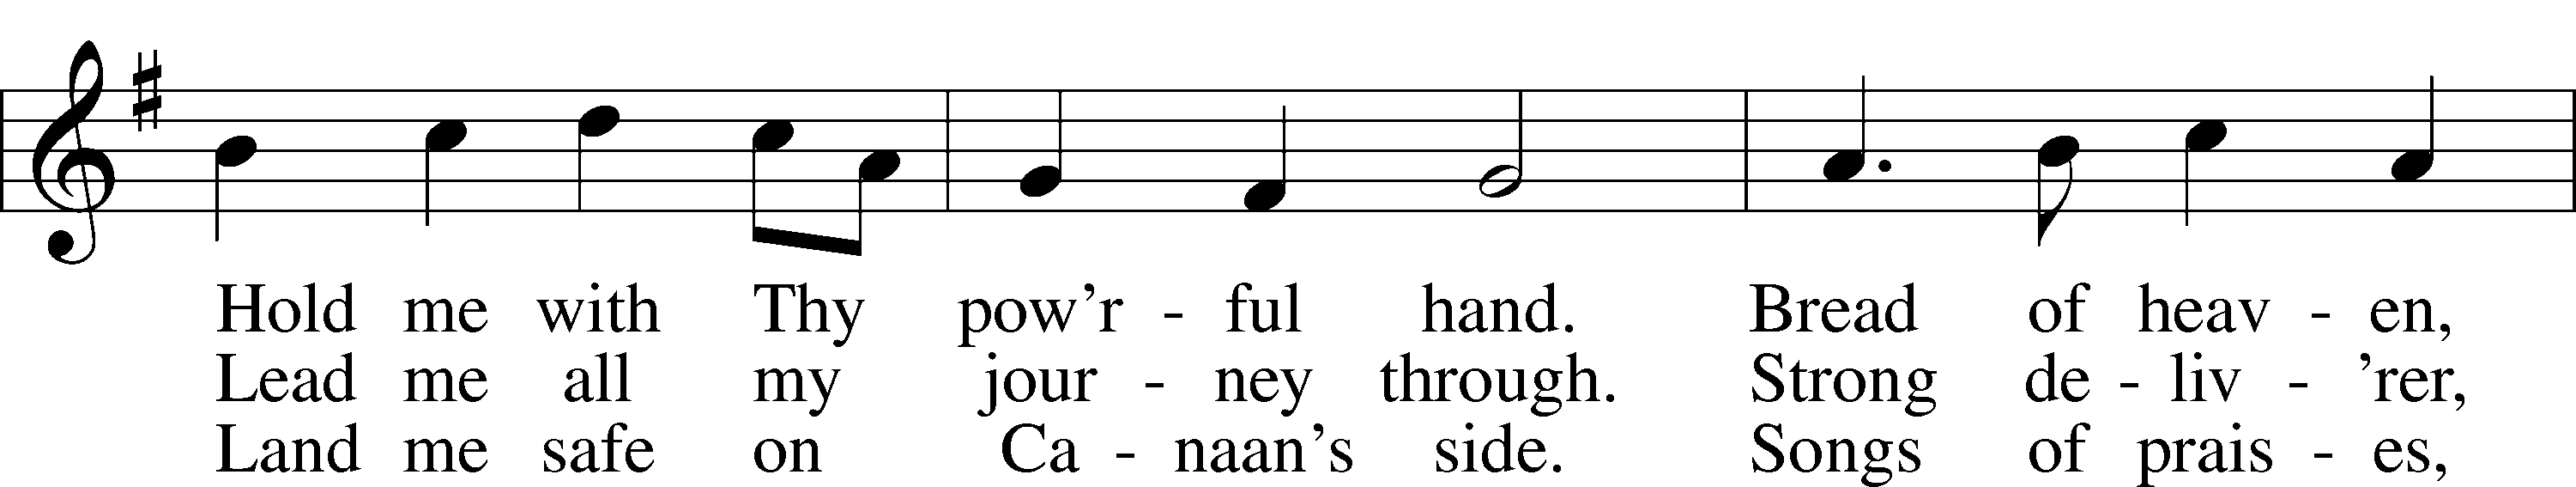 Hold me with Thy pow'r - ful hand. Bread of heav - en,
Lead me all my jour - ney through. Strong de - liv - 'rer,
Land me safe on Ca - naan's side. Songs of prais - es,